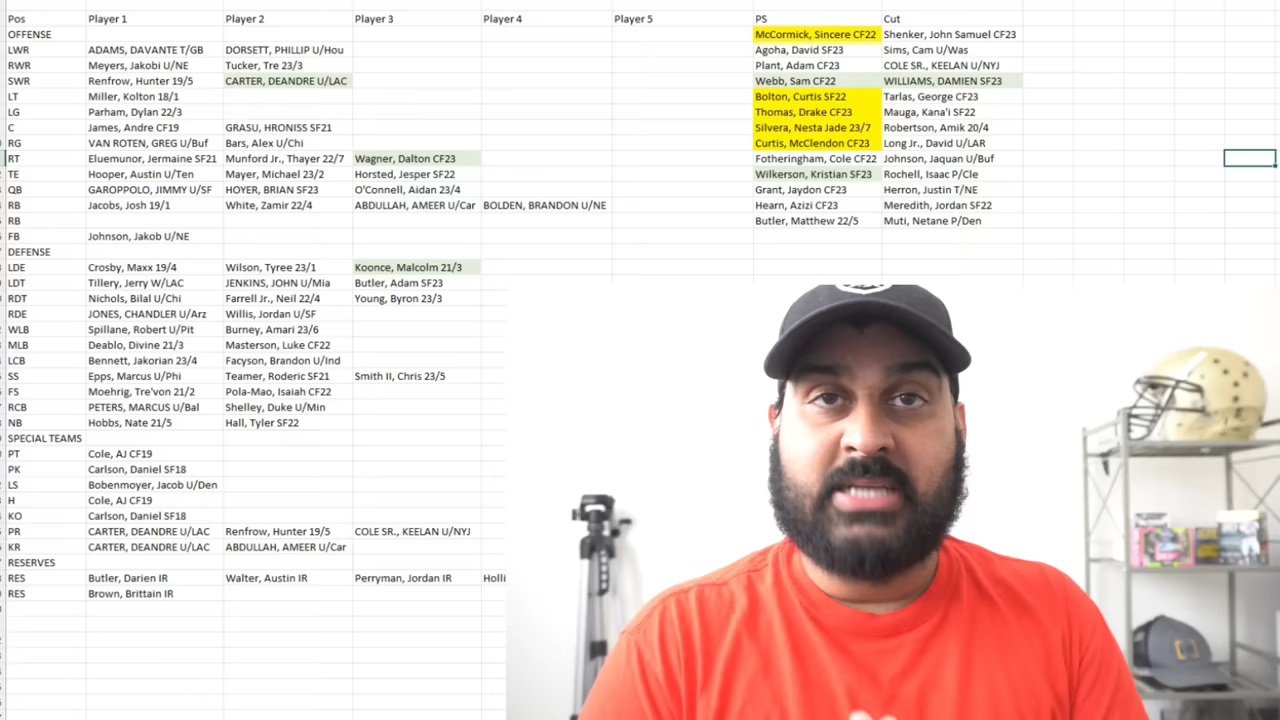 Pos Player 1 Player 2 Player 3 Player 4 Player 5 PS Cut
OFFENSE McCormick, Sincere CF22 Shenker, John Samuel CF23
LWR ADAMS, DAVANTE T/GB DORSETT, PHILLIP U/Hou Agoha, David SF23 Sims, Cam U/Was
RWR Meyers, Jakobi U/NE Tucker, Tre 23/3 Plant, Adam CF23 COLE SR., KEELAN U/NYJ
SWR Renfrow, Hunter 19/5 CARTER, DEANDRE U/LAC Webb, Sam CF22 WILLIAMS, DAMIEN SF23
LT Miller, Kolton 18/1 Bolton, Curtis SF22 Tarlas, George CF23
LG Parham, Dylan 22/3 Thomas, Drake CF23 Mauga, Kana'i SF22
C James, Andre CF19 GRASU, HRONISS SF21 Silvera, Nesta Jade 23/7 Robertson, Amik 20/4
RG VAN ROTEN, GREG U/Buf Bars, Alex U/Chi Curtis, McClendon CF23 Long Jr., David U/LAR
RT Eluemunor, Jermaine SF21 Munford Jr., Thayer 22/7 Wagner, Dalton CF23 Fotheringham, Cole CF22 Johnson, Jaquan U/Buf
TE Hooper, Austin U/Ten Mayer, Michael 23/2 Horsted, Jesper SF22 Wilkerson, Kristian SF23 Rochell, Isaac P/Cle
QB GAROPPOLO, JIMMY U/SF HOYER, BRIAN SF23 O'Connell, Aidan 23/4 Grant, Jaydon CF23 Herron, Justin T/NE
RB Jacobs, Josh 19/1 White, Zamir 22/4 ABDULLAH, AMEER U/Car BOLDEN, BRANDON U/NE Hearn, Azizi CF23 Meredith, Jordan SF22
RB Butler, Matthew 22/5 Muti, Netane P/Den
FB Johnson, Jakob U/NE
DEFENSE
LDE Crosby, Maxx 19/4 Wilson, Tyree 23/1 Koonce, Malcolm 21/3
LDT Tillery, Jerry W/LAC JENKINS, JOHN U/Mia Butler, Adam SF23
RDT Nichols, Bilal U/Chi Farrell Jr., Neil 22/4 Young, Byron 23/3
RDE JONES, CHANDLER U/Arz Willis, Jordan U/SF
WLB Spillane, Robert U/Pit Burney, Amari 23/6
MLB Deablo, Divine 21/3 Masterson, Luke CF22
LCB Bennett, Jakorian 23/4 Facyson, Brandon U/Ind
SS Epps, Marcus U/Phi Teamer, Roderic SF21 Smith II, Chris 23/5
FS Moehrig, Tre'von 21/2 Pola-Mao, Isaiah CF22
RCB PETERS, MARCUS U/Bal Shelley, Duke U/Min
NB Hobbs, Nate 21/5 Hall, Tyler SF22
SPECIAL TEAMS
PT Cole, AJ CF19
PK Carlson, Daniel SF18
LS Bobenmoyer, Jacob U/Den
H Cole, AJ CF19
KO Carlson, Daniel SF18
PR CARTER, DEANDRE U/LAC Renfrow, Hunter 19/5 COLE SR., KEELAN U/NYJ
KR CARTER, DEANDRE U/LAC ABDULLAH, AMEER U/Car
RESERVES
RES Butler, Darien IR Walter, Austin IR Perryman, Jordan IR Holli
RES Brown, Brittain IR